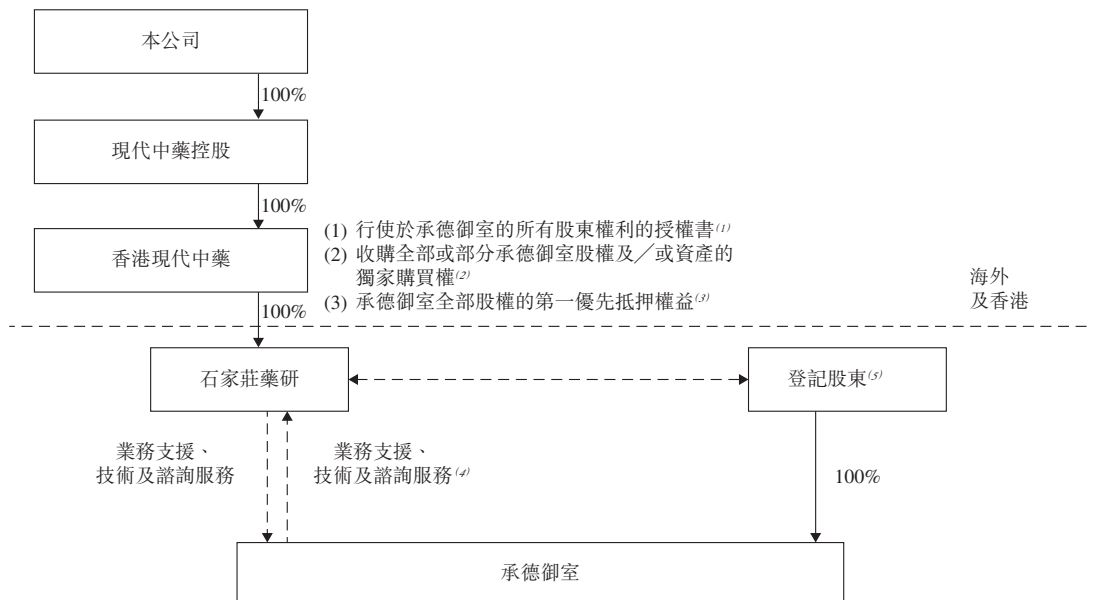 本公司
100%
現代中藥控股
100%
香港現代中藥
(1) 行使於承德御室的所有股東權利的授權書(1)
(2) 收購全部或部分承德御室股權及／或資產的
獨家購買權(2)
(3) 承德御室全部股權的第一優先抵押權益(3)
海外
及香港
100%
石家莊藥研
登記股東(5)
業務支援、
技術及諮詢服務
業務支援、
技術及諮詢服務(4)
100%
承德御室